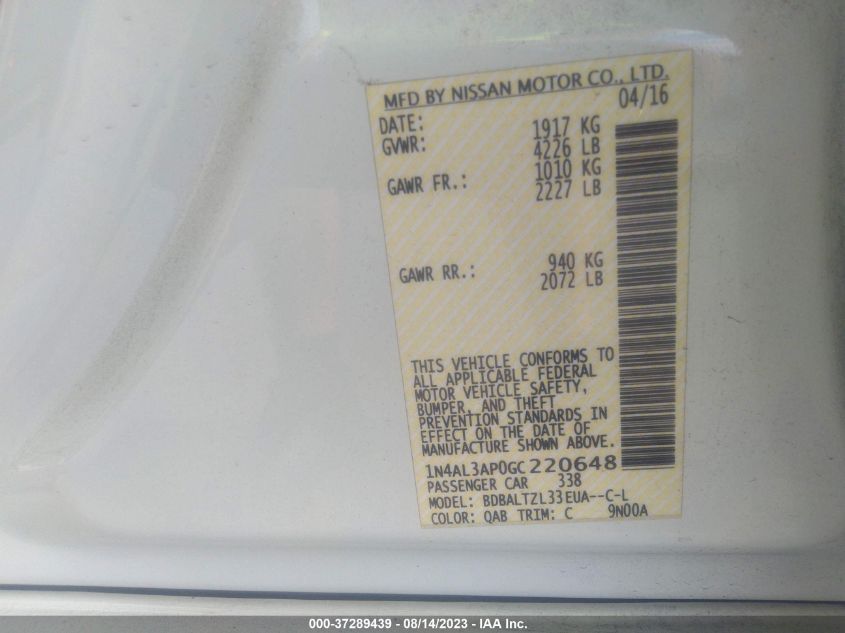 MFD BY NISSAN MOTOR CO., LTD.
DATE: 04/16
GVWR: 1917 KG
4226 LB
GAWR FR.: 1010 KG
2227 LB
GAWR RR.: 940 KG
2072 LB
THIS VEHICLE CONFORMS TO
ALL APPLICABLE FEDERAL
MOTOR VEHICLE SAFETY,
BUMPER, AND THEFT
PREVENTION STANDARDS IN
EFFECT ON THE DATE OF
MANUFACTURE SHOWN ABOVE.
1N4AL3AP0GC220648
PASSENGER CAR 338
MODEL: BDBALTZL33EUA--C-L
COLOR: QAB TRIM: C 9N00A
000-37289439 - 08/14/2023 - IAA Inc.